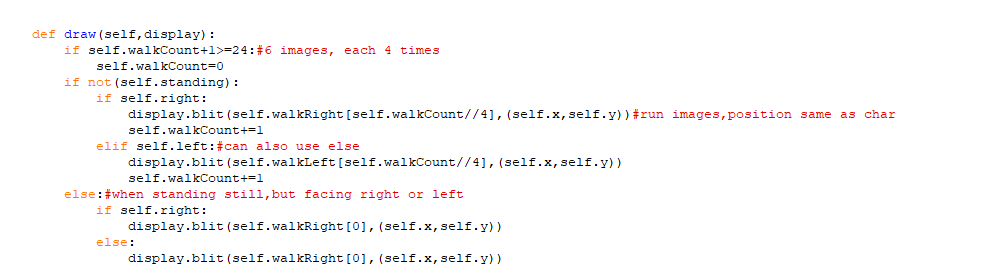 def draw(self,display):
    if self.walkCount+1>=24:#6 images, each 4 times
        self.walkCount=0
    if not(self.standing):
        if self.right:
            display.blit(self.walkRight[self.walkCount//4],(self.x,self.y))#run images,position same as char
            self.walkCount+=1
        elif self.left:#can also use else
            display.blit(self.walkLeft[self.walkCount//4],(self.x,self.y))
            self.walkCount+=1
    else:#when standing still,but facing right or left
        if self.right:
            display.blit(self.walkRight[0],(self.x,self.y))
        else:
            display.blit(self.walkRight[0],(self.x,self.y))